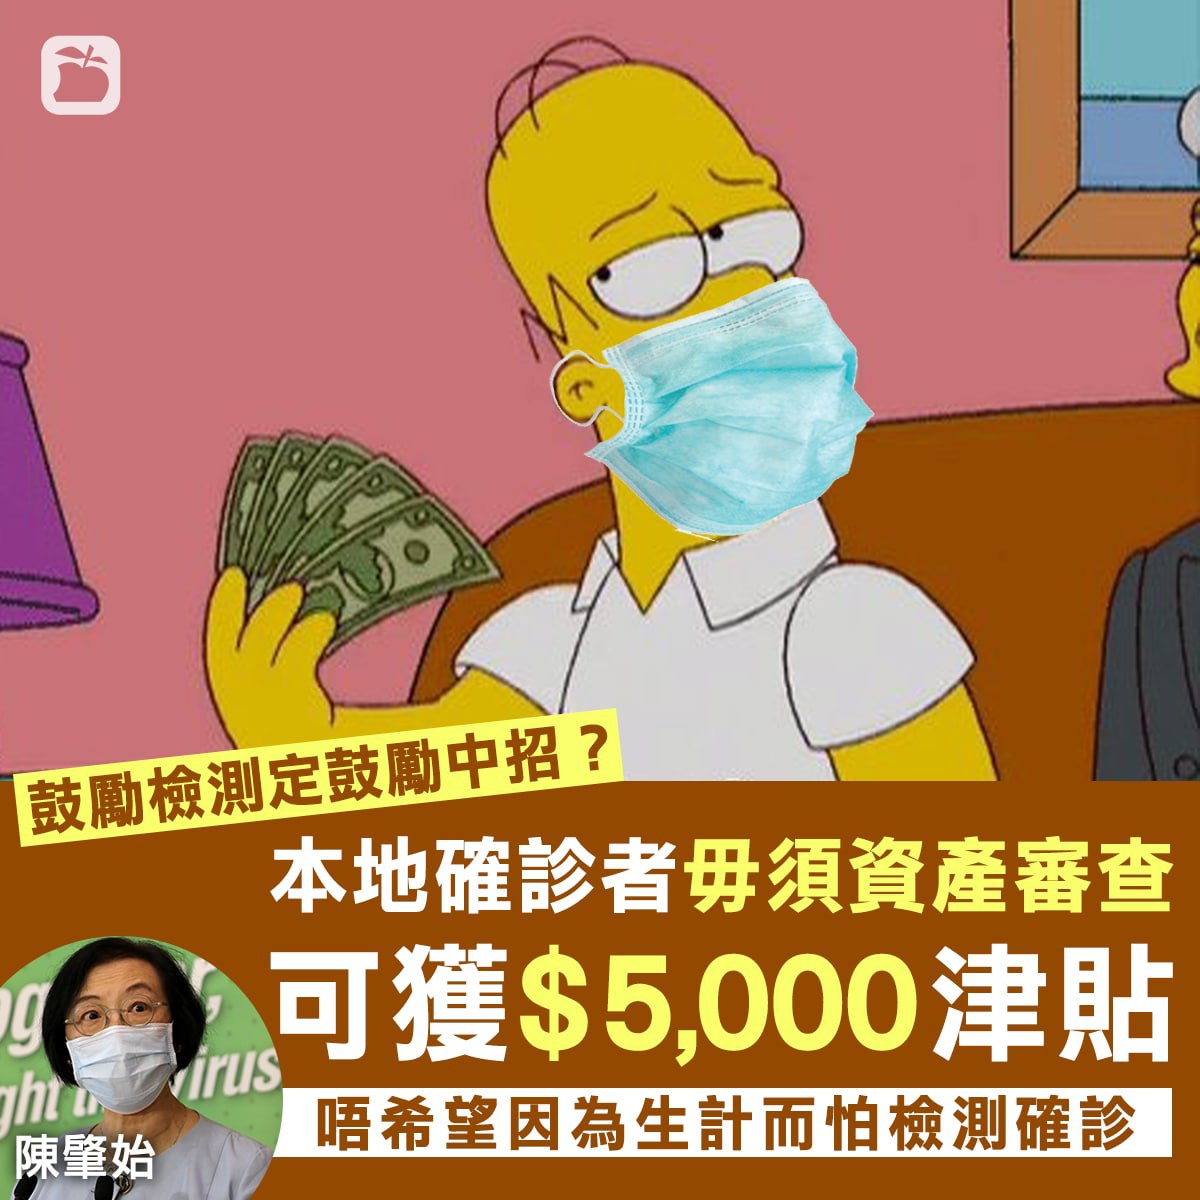 鼓勵檢測定鼓勵中招？
本地確診者毋須資產審查
可獲$5,000津貼
唔希望因為生計而怕檢測確診
陳肇始